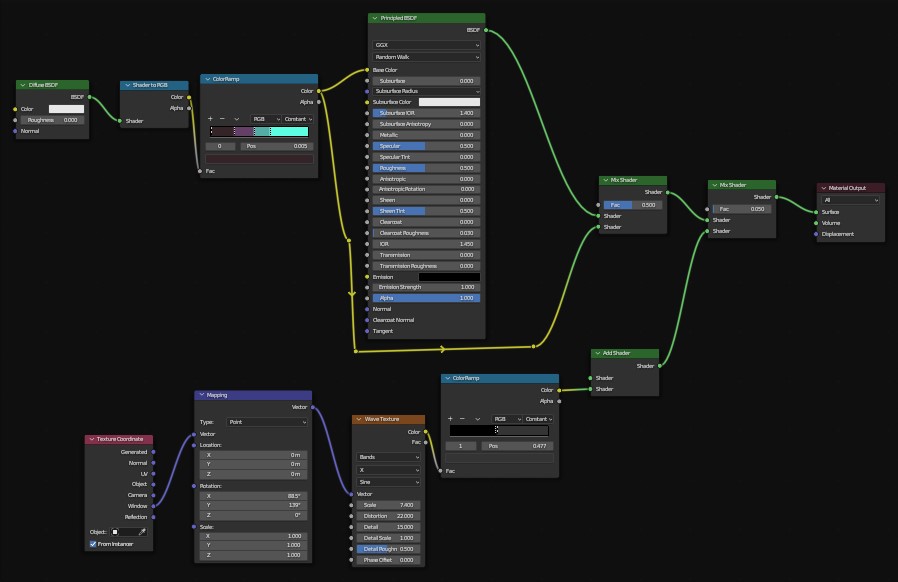 Diffuse BSDF
BSDF
Color
Roughness 0.000
Normal
Shader to RGB
Color
Alpha
Shader
ColorRamp
Color
Alpha
RGB Constant
0 Pos 0.005
Fac
Principled BSDF
BSDF
GGX
Random Walk
Base Color
Subsurface 0.000
Subsurface Radius
Subsurface Color
Subsurface IOR 1.400
Subsurface Anisotropy 0.000
Metallic 0.000
Specular 0.500
Specular Tint 0.000
Roughness 0.500
Anisotropic 0.000
Anisotropic Rotation 0.000
Sheen 0.000
Sheen Tint 0.500
Clearcoat 0.000
Clearcoat Roughness 0.030
IOR 1.450
Transmission 0.000
Transmission Roughness 0.000
Emission
Emission Strength 1.000
Alpha 1.000
Normal
Clearcoat Normal
Tangent
Mix Shader
Shader
Fac 0.500
Shader
Shader
Mix Shader
Shader
Fac 0.050
Shader
Shader
Material Output
All
Surface
Volume
Displacement
Add Shader
Shader
Shader
Shader
ColorRamp
Color
Alpha
RGB Constant
1 Pos 0.477
Fac
Wave Texture
Color
Fac
Bands
X
Sine
Vector
Scale 7.400
Distortion 22.000
Detail 15.000
Detail Scale 1.000
Detail Roughn 0.500
Phase Offset 0.000
Mapping
Vector
Type: Point
Vector
Location:
X 0 m
Y 0 m
Z 0 m
Rotation:
X 88.5°
Y 139°
Z 0°
Scale:
X 1.000
Y 1.000
Z 1.000
Texture Coordinate
Generated
Normal
UV
Object
Camera
Window
Reflection
Object:
From Instancer